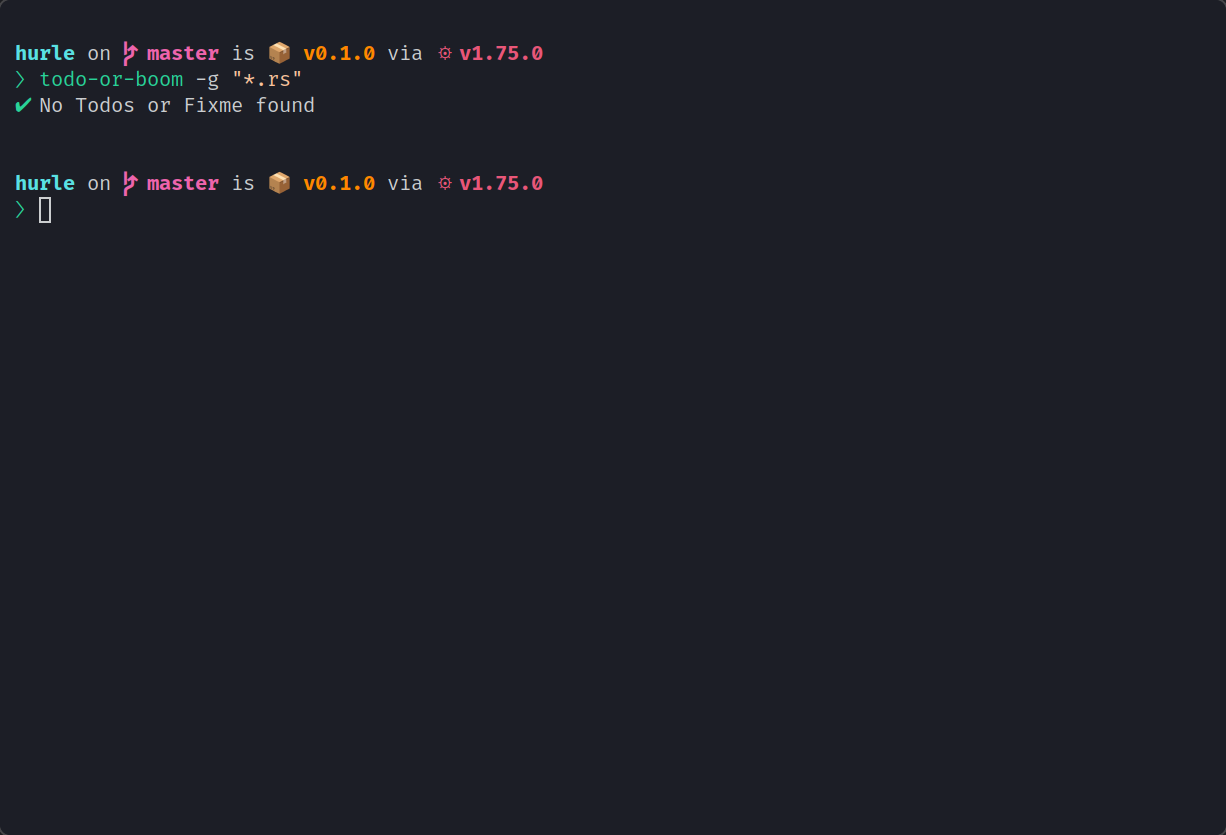 hurle on master is 📦 v0.1.0 via v1.75.0
❯ todo-or-boom -g "*.rs"
✔ No Todos or Fixme found
hurle on master is 📦 v0.1.0 via v1.75.0
❯